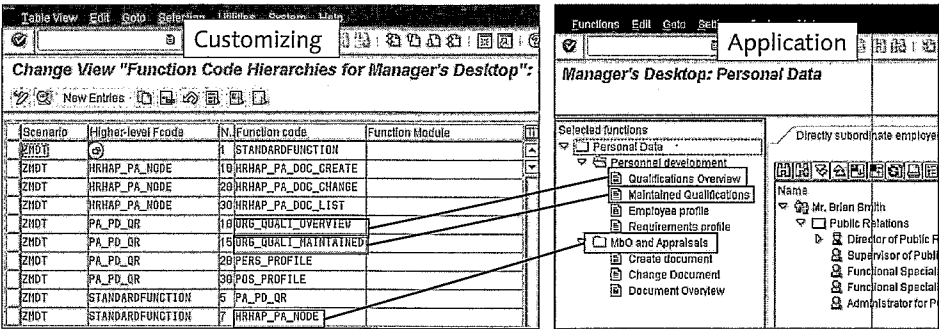 Table View Edit Goto Selection Utilities System Help
Customizing
Change View "Function Code Hierarchies for Manager's Desktop":
New Entries
Scenario Higher-level Fcode N. Function code Function Module
ZMDT 1 STANDARDFUNCTION
ZMDT HRHAP_PA_NODE 10 HRHAP_PA_DOC_CREATE
ZMDT HRHAP_PA_NODE 20 HRHAP_PA_DOC_CHANGE
ZMDT HRHAP_PA_NODE 30 HRHAP_PA_DOC_LIST
ZMDT PA_PD_QR 10 ORG_QUALI_OVERVIEW
ZMDT PA_PD_QR 15 ORG_QUALI_MAINTAINED
ZMDT PA_PD_QR 20 PERS_PROFILE
ZMDT PA_PD_QR 30 POS_PROFILE
ZMDT STANDARDFUNCTION 5 PA_PD_QR
ZMDT STANDARDFUNCTION 7 HRHAP_PA_NODE
Functions Edit Goto
Application
Manager's Desktop: Personal Data
Selected functions
Personal Data
Personnel development
Qualifications Overview
Maintained Qualifications
Employee profile
Requirements profile
MbO and Appraisals
Create document
Change Document
Document Overview
Directly subordinate employe
Name
Mr. Brian Smith
Public Relations
Director of Public R
Supervisor of Publi
Functional Speciali
Functional Speciali
Administrator for P